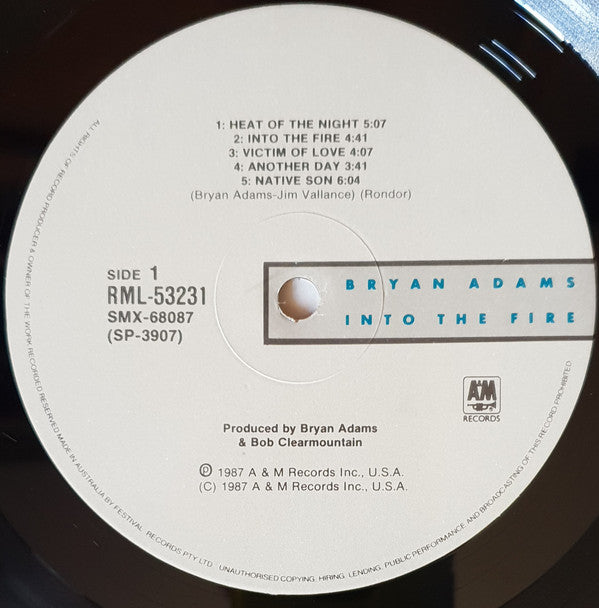 1: HEAT OF THE NIGHT 5:07
2: INTO THE FIRE 4:41
3: VICTIM OF LOVE 4:07
4: ANOTHER DAY 3:41
5: NATIVE SON 6:04
(Bryan Adams-Jim Vallance) (Rondor)
SIDE 1
RML-53231
SMX-68087
(SP-3907)
BRYAN ADAMS
INTO THE FIRE
A&M
RECORDS
Produced by Bryan Adams
& Bob Clearmountain
Ⓟ 1987 A & M Records Inc., U.S.A.
(C) 1987 A & M Records Inc., U.S.A.
ALL RIGHTS OF RECORD PRODUCER & OWNER OF THE WORK RECORDED RESERVED MADE IN AUSTRALIA BY FESTIVAL RECORDS PTY LTD UNAUTHORISED COPYING, HIRING, LENDING, PUBLIC PERFORMANCE AND BROADCASTING OF THIS RECORD PROHIBITED